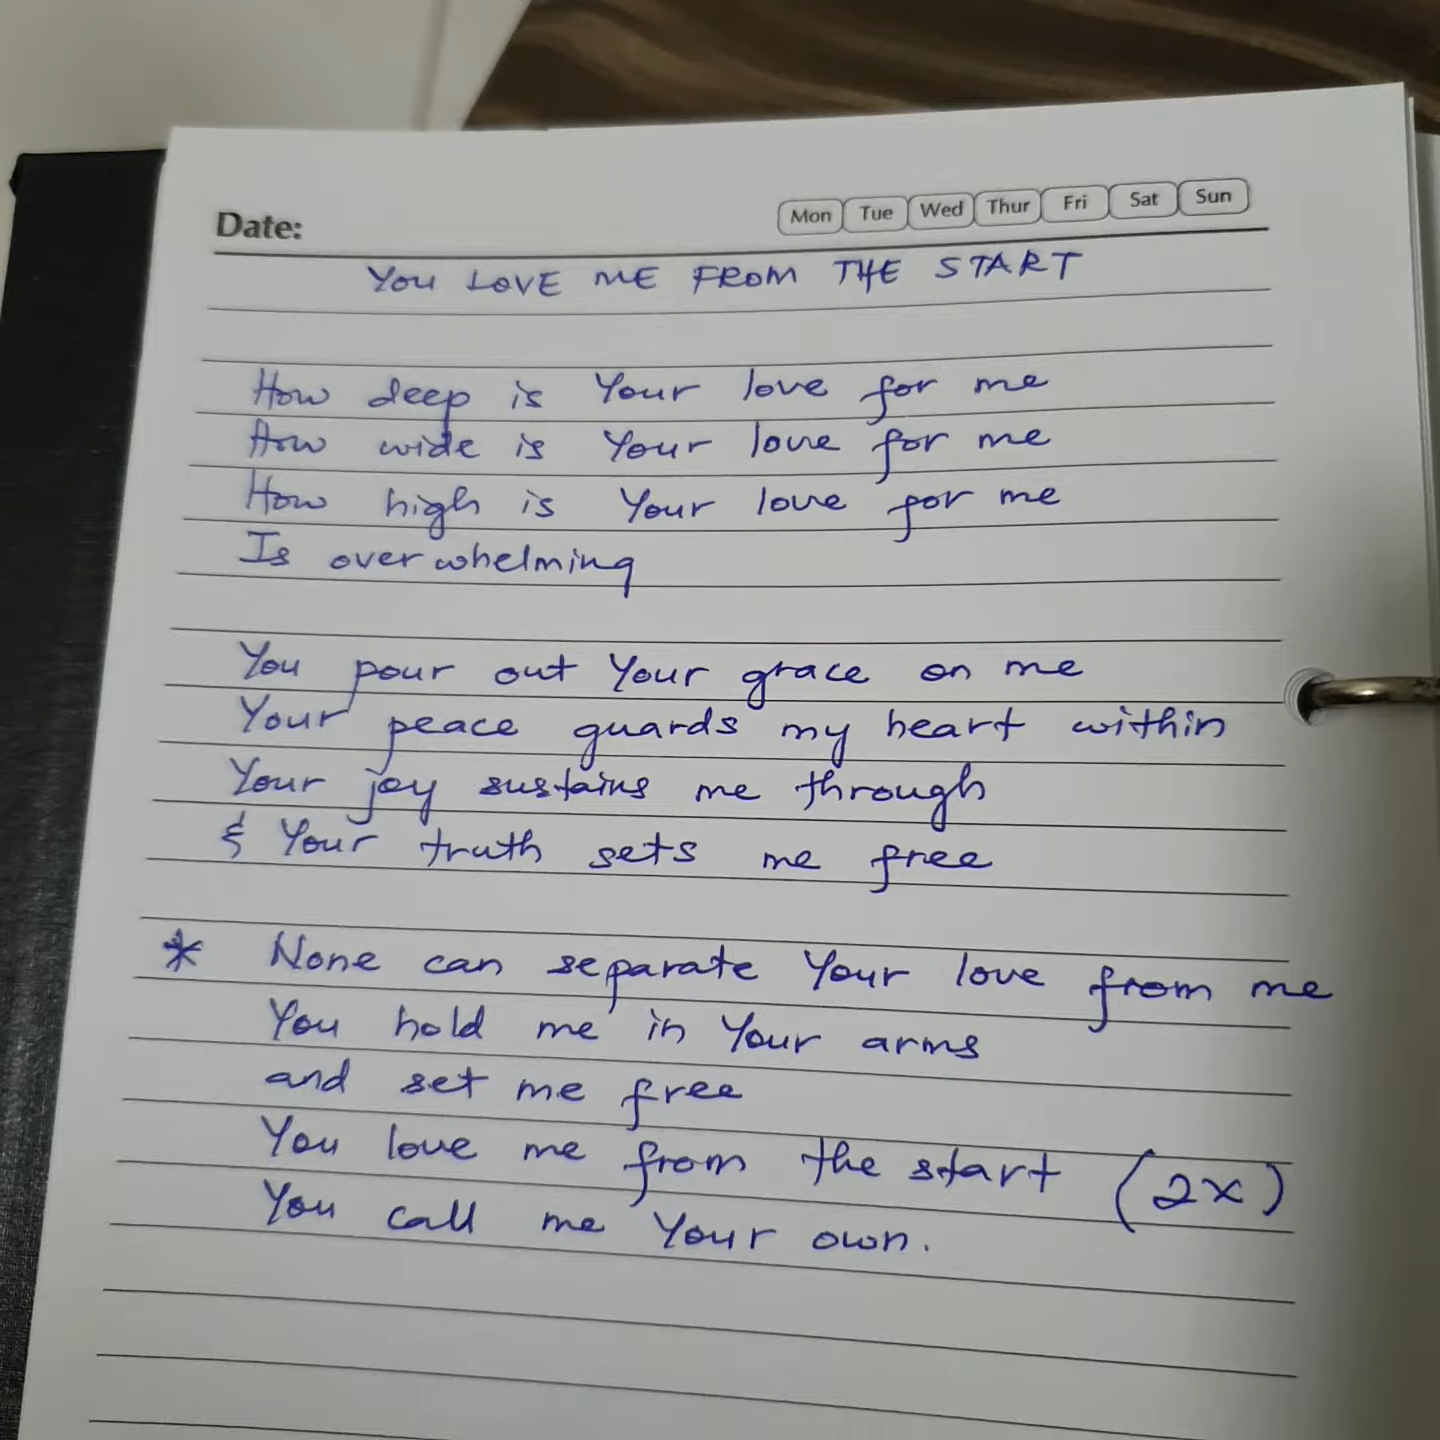 Date:
Mon Tue Wed Thur Fri Sat Sun
YOU LOVE ME FROM THE START
How deep is Your love for me
How wide is Your love for me
How high is Your love for me
Is overwhelming
You pour out Your grace on me
Your peace guards my heart within
Your joy sustains me through
& Your truth sets me free
* None can separate Your love from me
You hold me in Your arms
and set me free
You love me from the start (2x)
You call me Your own.